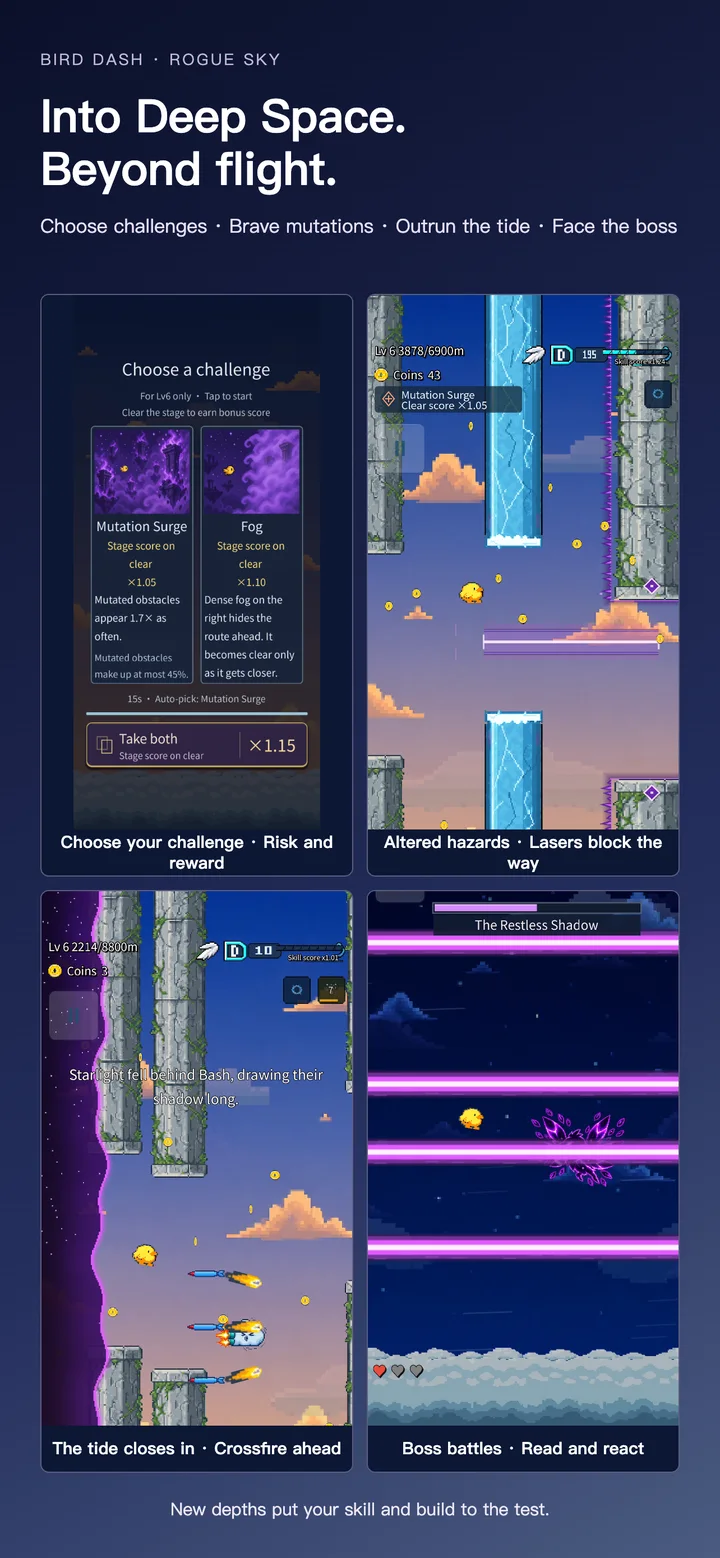 BIRD DASH · ROGUE SKY
Into Deep Space.
Beyond flight.
Choose challenges · Brave mutations · Outrun the tide · Face the boss
Choose a challenge
For Lv6 only · Tap to start
Clear the stage to earn bonus score
Mutation Surge
Stage score on
clear
×1.05
Mutated obstacles
appear 1.7× as
often.
Mutated obstacles
make up at most 45%.
Fog
Stage score on
clear
×1.10
Dense fog on the
right hides the
route ahead. It
becomes clear only
as it gets closer.
15s · Auto-pick: Mutation Surge
Take both
Stage score on clear
×1.15
Choose your challenge · Risk and
reward
Lv 6 3878/6900m
D 195
Skill score x1.24
Coins 43
Mutation Surge
Clear score ×1.05
Altered hazards · Lasers block the
way
Lv 6 2214/8800m
D 10
Skill score x1.01
Coins 3
7
Starlight fell behind Bash, drawing their
shadow long.
The tide closes in · Crossfire ahead
The Restless Shadow
Boss battles · Read and react
New depths put your skill and build to the test.